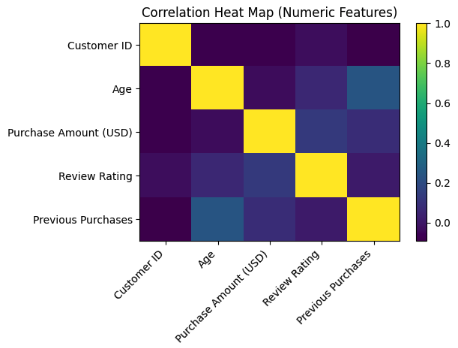 Correlation Heat Map (Numeric Features)
Customer ID
Age
Purchase Amount (USD)
Review Rating
Previous Purchases
Customer ID
Age
Purchase Amount (USD)
Review Rating
Previous Purchases
1.0
0.8
0.6
0.4
0.2
0.0